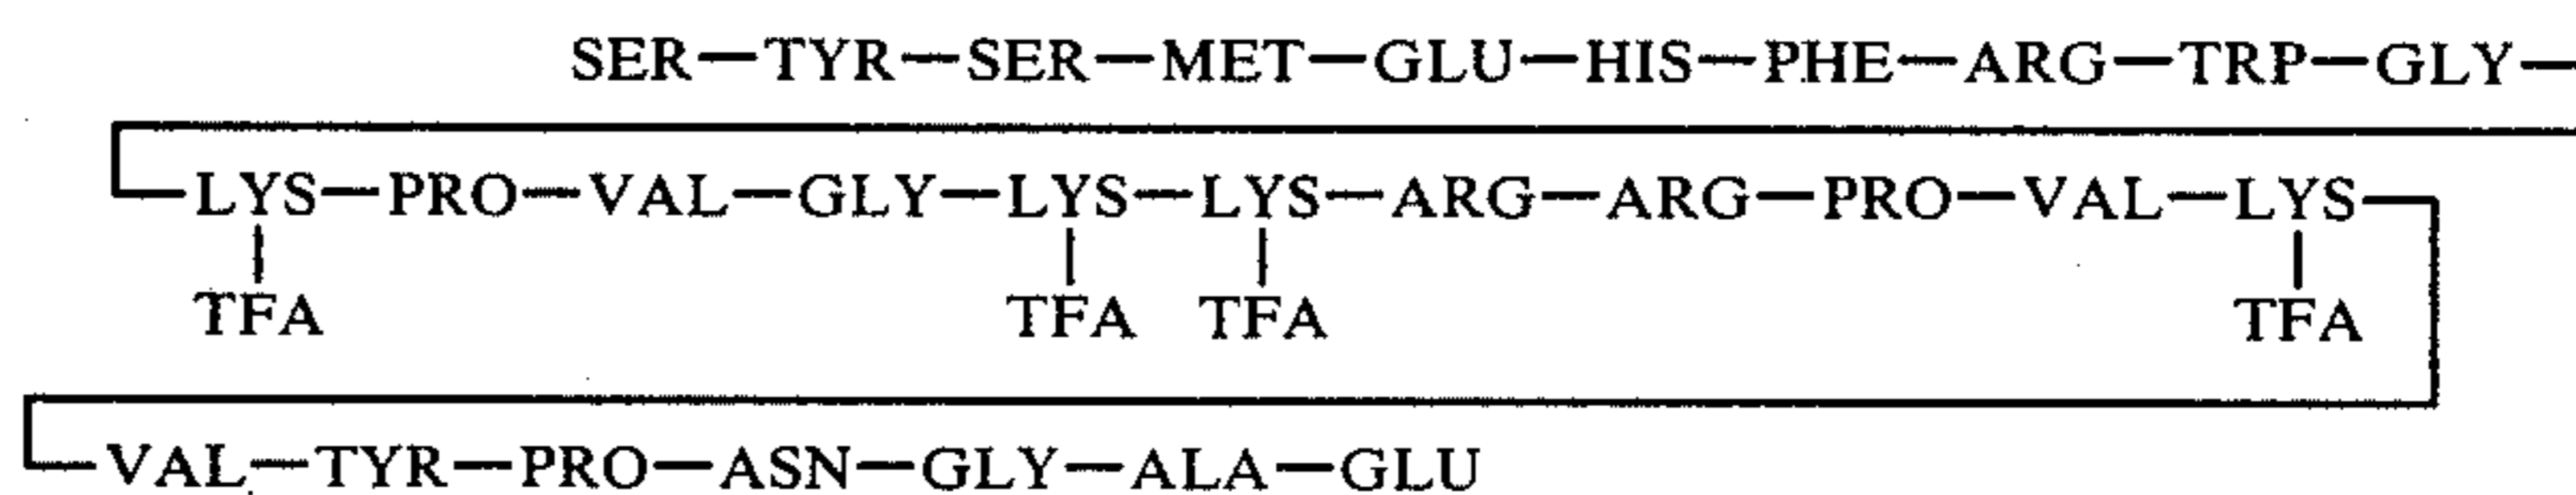 SER—TYR—SER—MET—GLU—HIS—PHE—ARG—TRP—GLY—
LYS—PRO—VAL—GLY—LYS—LYS—ARG—ARG—PRO—VAL—LYS
TFA TFA TFA TFA
VAL—TYR—PRO—ASN—GLY—ALA—GLU